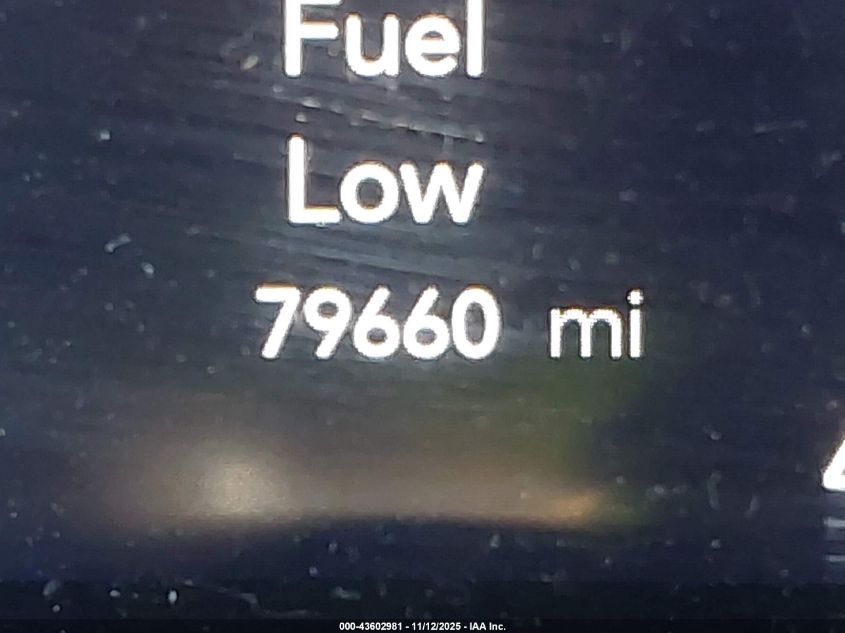 Fuel
Low
79660 mi
000-43602981 - 11/12/2025 - IAA Inc.